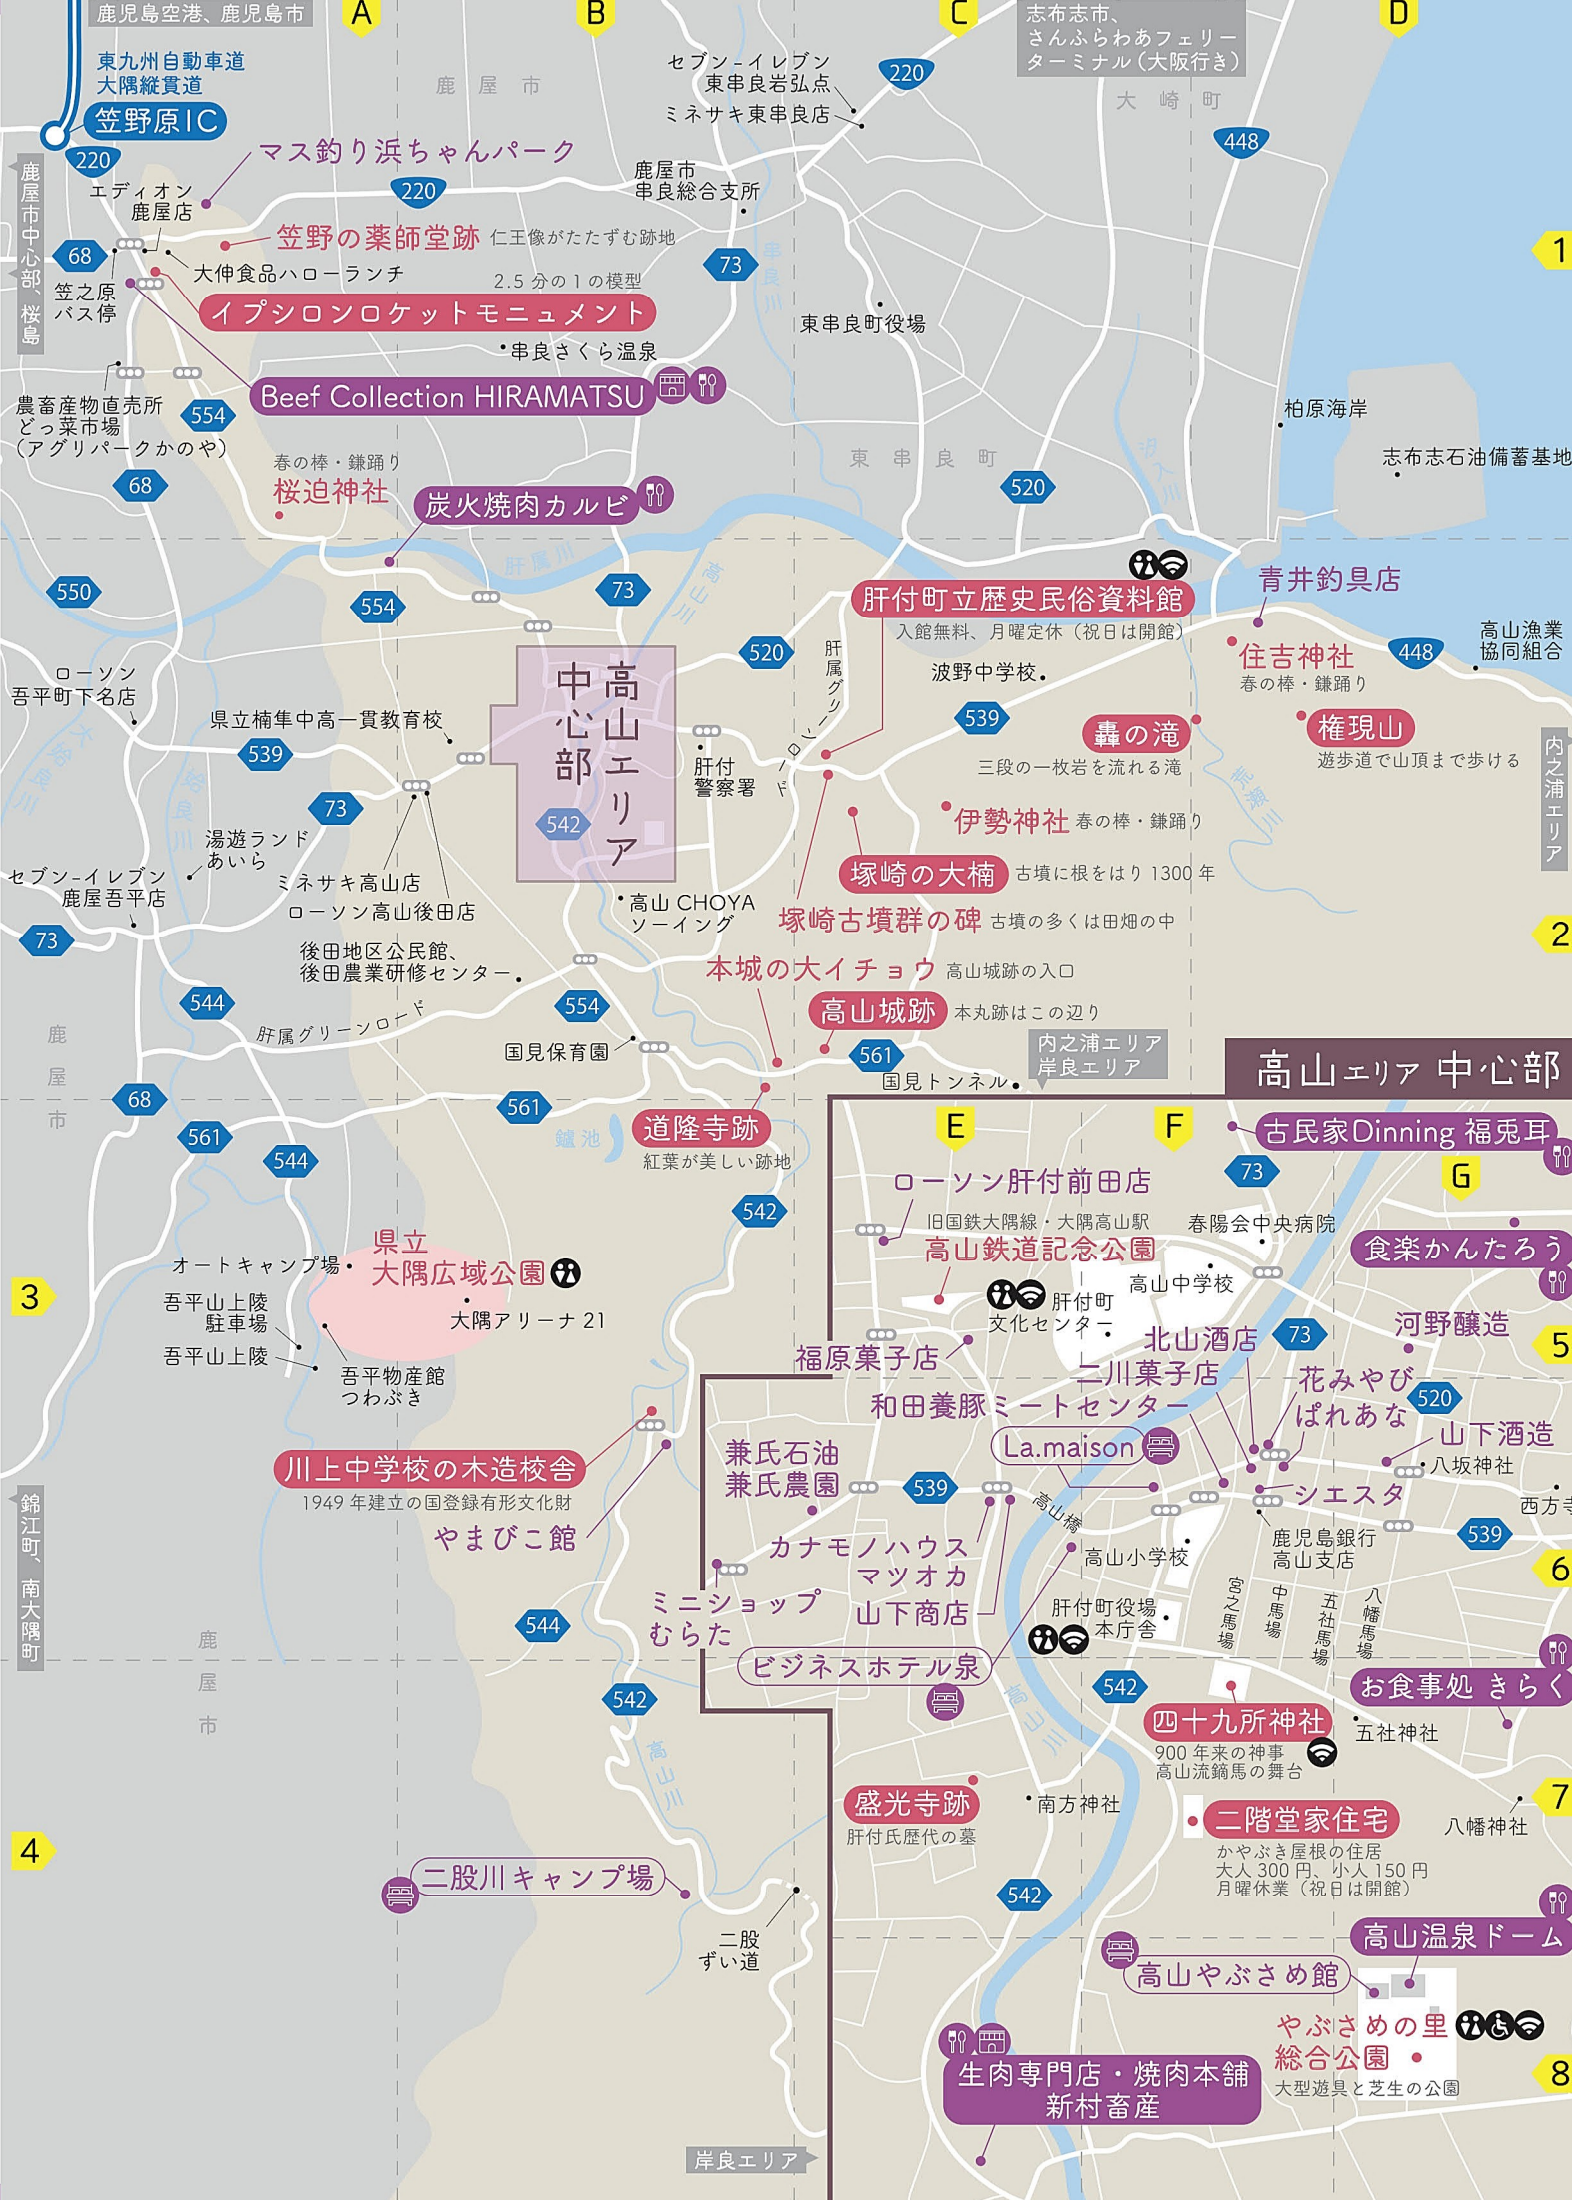 鹿児島空港、鹿児島市
A
B
C
D
志布志市、
さんふらわあフェリー
ターミナル（大阪行き）
東九州自動車道
大隅縦貫道
笠野原IC
鹿屋市
セブン-イレブン
東串良岩弘店
ミネサキ東串良店
220
大崎町
448
220
マス釣り浜ちゃんパーク
エディオン
鹿屋店
220
鹿屋市
串良総合支所
鹿屋市中心部、桜島
68
笠野の薬師堂跡 仁王像がたたずむ跡地
大伸食品ハローランチ
笠之原
バス停
2.5分の1の模型
イプシロンロケットモニュメント
73
串良川
1
東串良町役場
串良さくら温泉
Beef Collection HIRAMATSU
農畜産物直売所
どっ菜市場
（アグリパークかのや）
554
柏原海岸
志布志石油備蓄基地
68
春の棒・鎌踊り
桜迫神社
炭火焼肉カルビ
東串良町
520
汐入川
肝属川
高山川
550
554
73
肝付町立歴史民俗資料館
入館無料、月曜定休（祝日は開館）
青井釣具店
住吉神社
春の棒・鎌踊り
448
高山漁業
協同組合
ローソン
吾平町下名店
県立楠隼中高一貫教育校
539
高山エリア
中心部
542
520
肝属グリーンロード
波野中学校
539
肝付
警察署
轟の滝
三段の一枚岩を流れる滝
権現山
遊歩道で山頂まで歩ける
内之浦エリア
荒瀬川
大姶良川
姶良川
73
湯遊ランド
あいら
セブン-イレブン
鹿屋吾平店
ミネサキ高山店
ローソン高山後田店
伊勢神社 春の棒・鎌踊り
塚崎の大楠 古墳に根をはり1300年
塚崎古墳群の碑 古墳の多くは田畑の中
高山CHOYA
ソーイング
73
2
後田地区公民館、
後田農業研修センター
本城の大イチョウ 高山城跡の入口
高山城跡 本丸跡はこの辺り
544
554
肝属グリーンロード
国見保育園
561
国見トンネル
内之浦エリア
岸良エリア
鹿屋市
68
561
561
544
鑪池
道隆寺跡
紅葉が美しい跡地
542
県立
大隅広域公園
オートキャンプ場
大隅アリーナ21
吾平山上陵
駐車場
吾平山上陵
吾平物産館
つわぶき
3
川上中学校の木造校舎
1949年建立の国登録有形文化財
やまびこ館
錦江町、南大隅町
544
鹿屋市
542
高山川
4
二股川キャンプ場
二股
ずい道
岸良エリア
高山エリア 中心部
E
F
G
古民家Dinning 福兎耳
73
ローソン肝付前田店
旧国鉄大隅線・大隅高山駅
高山鉄道記念公園
春陽会中央病院
高山中学校
食楽かんたろう
肝付町
文化センター
福原菓子店
北山酒店
二川菓子店
73
河野醸造
5
和田養豚ミートセンター
花みやび
ぱれあな
520
La.maison
山下酒造
八坂神社
兼氏石油
兼氏農園
539
高山橋
シエスタ
西方寺
カナモノハウス
マツオカ
山下商店
高山小学校
鹿児島銀行
高山支店
539
6
ミニショップ
むらた
肝付町役場
本庁舎
宮之馬場
中馬場
五社馬場
八幡馬場
ビジネスホテル泉
高山川
542
お食事処 きらく
四十九所神社
900年来の神事
高山流鏑馬の舞台
五社神社
盛光寺跡
肝付氏歴代の墓
南方神社
二階堂家住宅
かやぶき屋根の住居
大人300円、小人150円
月曜休業（祝日は開館）
八幡神社
7
542
高山温泉ドーム
高山やぶさめ館
やぶさめの里
総合公園
大型遊具と芝生の公園
8
生肉専門店・焼肉本舗
新村畜産